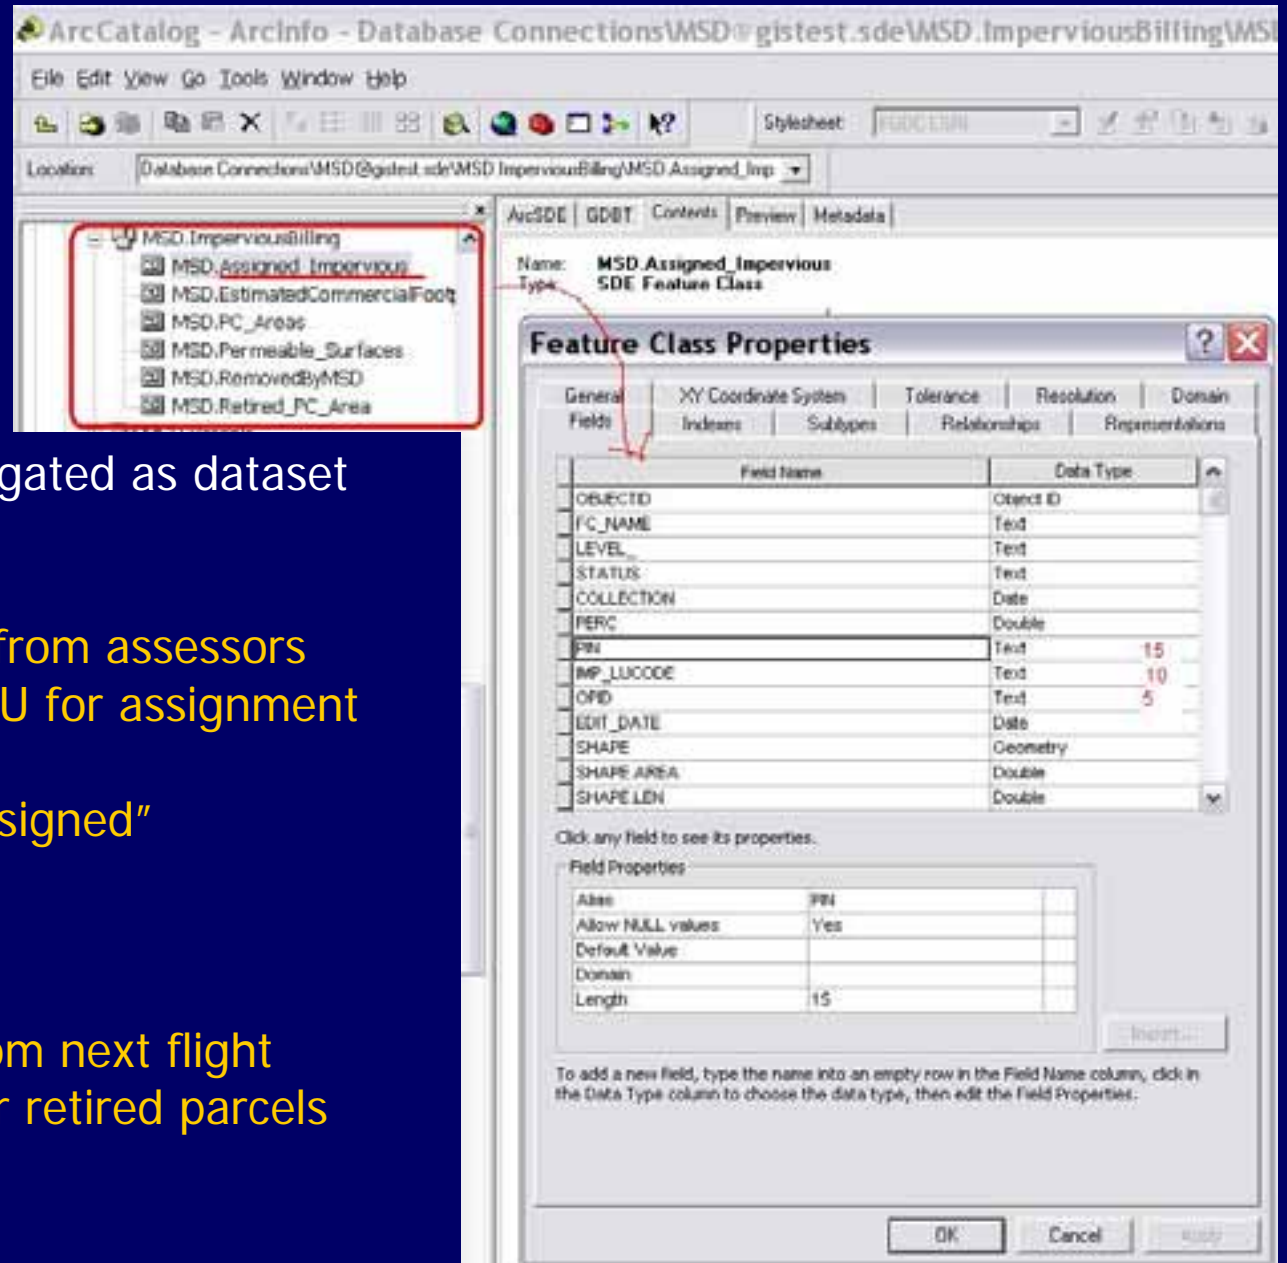 ArcCatalog - ArcInfo - Database Connections\MSD@gistest.sde\MSD.ImperviousBilling\MSD
File Edit View Go Tools Window Help
Stylesheet: FGDC ESRI
Location: Database Connections\MSD@gistest.sde\MSD.ImperviousBilling\MSD.Assigned_Imp
MSD.ImperviousBilling
MSD.Assigned_Impervious
MSD.EstimatedCommercialFootp
MSD.PC_Areas
MSD.Permeable_Surfaces
MSD.RemovedByMSD
MSD.Retired_PC_Area
ArcSDE GDBT Contents Preview Metadata
Name: MSD.Assigned_Impervious
Type: SDE Feature Class
gated as dataset
from assessors
U for assignment
signed”
om next flight
r retired parcels
Feature Class Properties
General XY Coordinate System Tolerance Resolution Domain
Fields Indexes Subtypes Relationships Representations
Field Name Data Type
OBJECTID Object ID
FC_NAME Text
LEVEL_ Text
STATUS Text
COLLECTION Date
PERC Double
PIN Text 15
IMP_LUCODE Text 10
OPID Text 5
EDIT_DATE Date
SHAPE Geometry
SHAPE.AREA Double
SHAPE.LEN Double
Click any field to see its properties.
Field Properties
Alias PIN
Allow NULL values Yes
Default Value
Domain
Length 15
Import...
To add a new field, type the name into an empty row in the Field Name column, click in
the Data Type column to choose the data type, then edit the Field Properties.
OK Cancel Apply